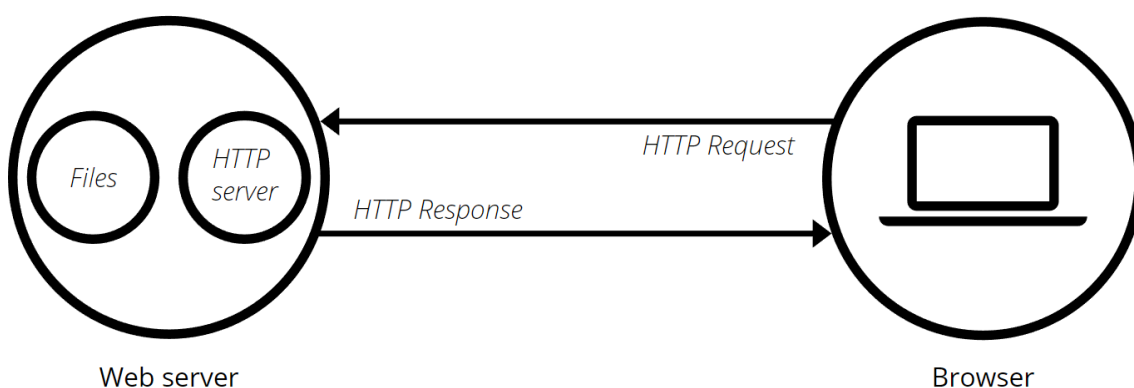 HTTP Request
Files
HTTP
server
HTTP Response
Web server
Browser